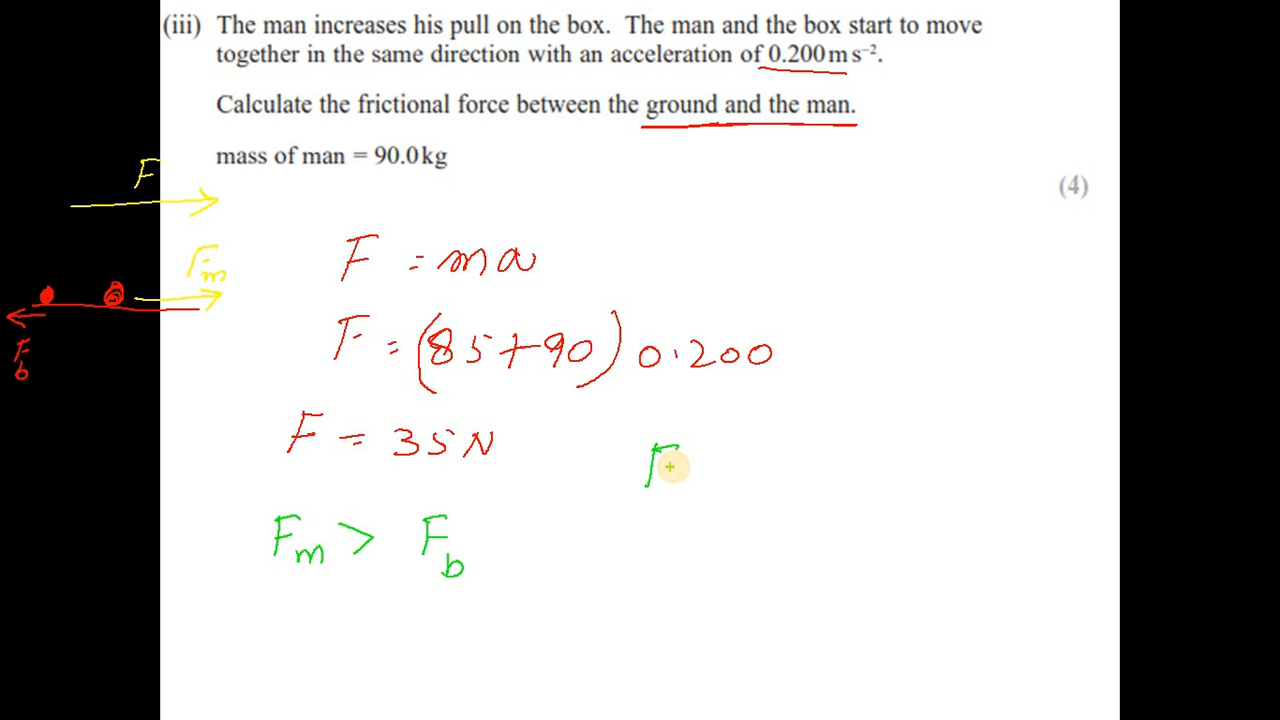 (iii) The man increases his pull on the box. The man and the box start to move
together in the same direction with an acceleration of 0.200 m s⁻².
Calculate the frictional force between the ground and the man.
mass of man = 90.0 kg
(4)
F
Fm
F = ma
F = (85+90) 0.200
Fb
F = 35 N
F
Fm > Fb